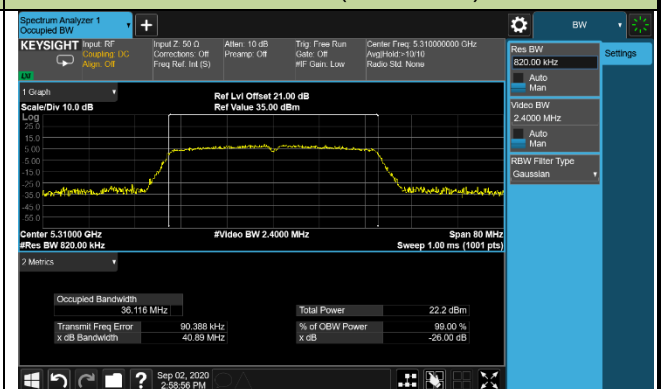 Spectrum Analyzer 1
Occupied BW
+
BW
KEYSIGHT
Input: RF
Coupling: DC
Align: Off
Input Z: 50 Ω
Corrections: Off
Freq Ref: Int (S)
Atten: 10 dB
Preamp: Off
Trig: Free Run
Gate: Off
#IF Gain: Low
Center Freq: 5.310000000 GHz
Avg|Hold:>10/10
Radio Std: None
LXI
Res BW
820.00 kHz
Auto
Man
Settings
Video BW
2.4000 MHz
Auto
Man
RBW Filter Type
Gaussian
1 Graph
Scale/Div 10.0 dB
Ref Lvl Offset 21.00 dB
Ref Value 35.00 dBm
Log
25.0
15.0
5.00
-5.00
-15.0
-25.0
-35.0
-45.0
-55.0
Center 5.31000 GHz
#Video BW 2.4000 MHz
Span 80 MHz
#Res BW 820.00 kHz
Sweep 1.00 ms (1001 pts)
2 Metrics
Occupied Bandwidth
36.116 MHz
Total Power 22.2 dBm
Transmit Freq Error 90.388 kHz
% of OBW Power 99.00 %
x dB Bandwidth 40.89 MHz
x dB -26.00 dB
?
Sep 02, 2020
2:58:56 PM